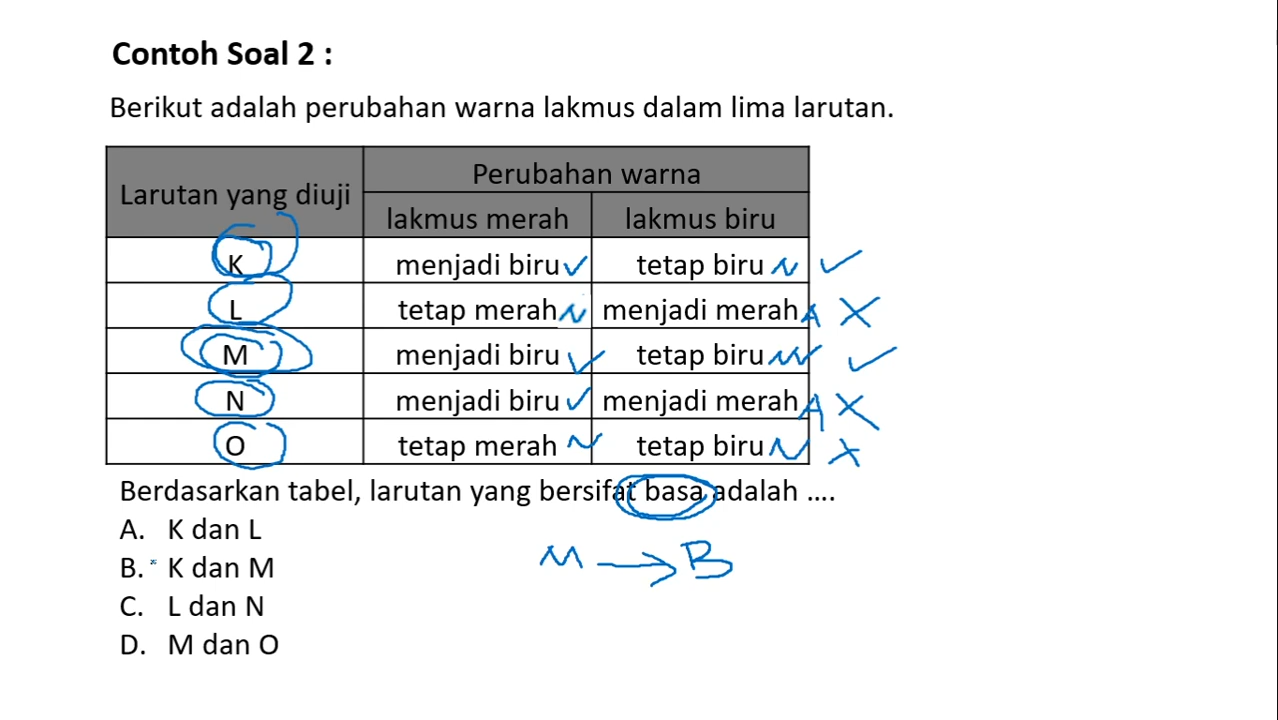 Contoh Soal 2 :
Berikut adalah perubahan warna lakmus dalam lima larutan.
Larutan yang diuji Perubahan warna
lakmus merah lakmus biru
K menjadi biru ✓ tetap biru N ✓
L tetap merah N menjadi merah A X
M menjadi biru ✓ tetap biru N ✓
N menjadi biru ✓ menjadi merah A X
O tetap merah N tetap biru N X
Berdasarkan tabel, larutan yang bersifat basa adalah ....
A. K dan L
B. K dan M
C. L dan N
D. M dan O
M → B